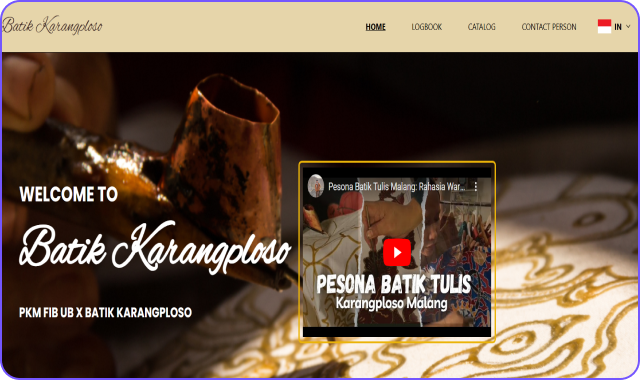 Batik Karangploso
HOME
LOGBOOK
CATALOG
CONTACT PERSON
IN
WELCOME TO
Batik Karangploso
PKM FIB UB X BATIK KARANGPLOSO
Pesona Batik Tulis Malang: Rahasia War...
PESONA BATIK TULIS
Karangploso Malang